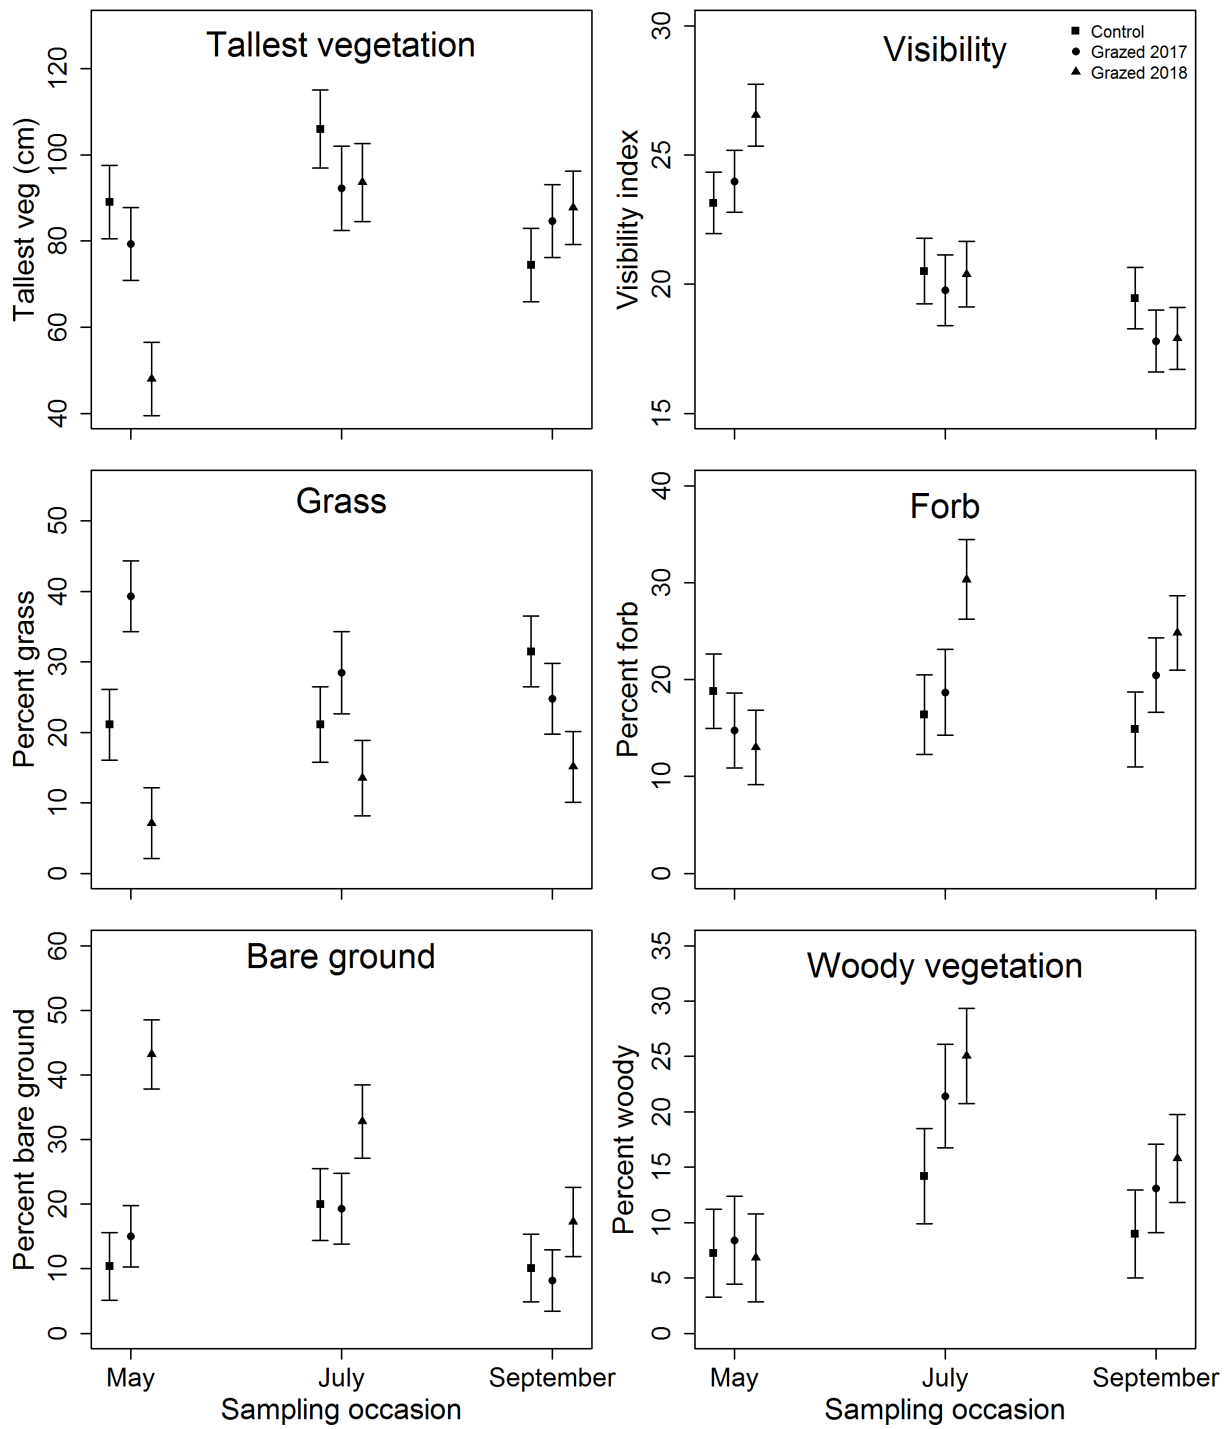 Tallest vegetation
Tallest veg (cm)
120
100
80
60
40
Visibility
Control
Grazed 2017
Grazed 2018
Visibility index
30
25
20
15
Grass
Percent grass
50
40
30
20
10
0
Forb
Percent forb
40
30
20
10
0
Bare ground
Percent bare ground
60
50
40
30
20
10
0
May
July
September
Sampling occasion
Woody vegetation
Percent woody
35
30
25
20
15
10
5
0
May
July
September
Sampling occasion